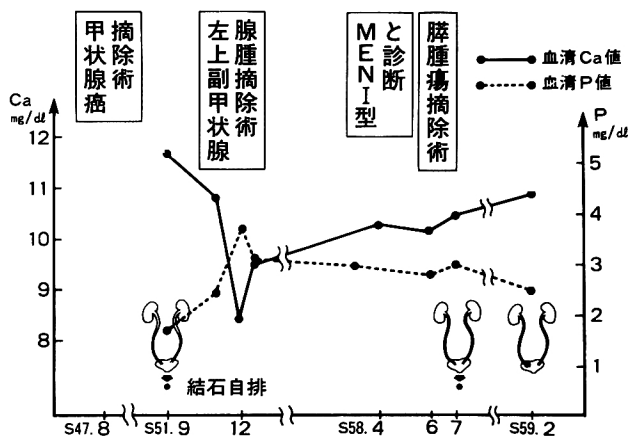 甲状腺癌
摘除術
左上副甲状腺
腺腫摘除術
MENⅠ型
と診断
膵腫瘍摘除術
血清Ca値
血清P値
Ca
mg/dl
12
11
10
9
8
P
mg/dl
5
4
3
2
1
結石自排
S47. 8
S51. 9
12
S58. 4
6
7
S59. 2